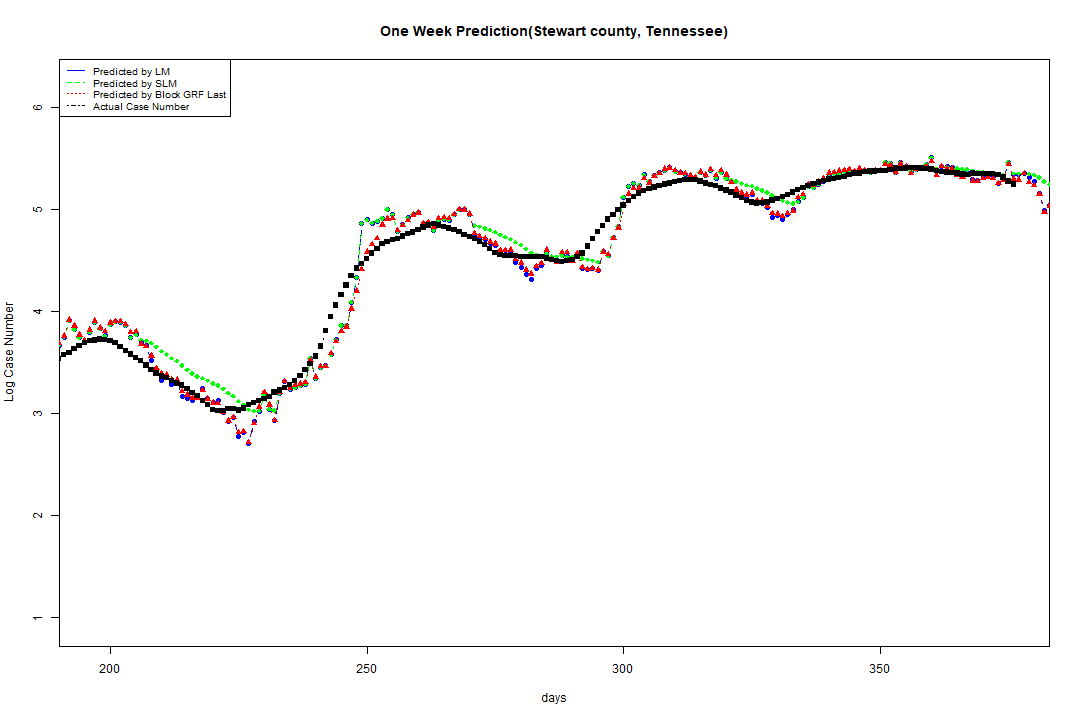 One Week Prediction(Stewart county, Tennessee)
Predicted by LM
Predicted by SLM
Predicted by Block GRF Last
Actual Case Number
6
5
4
3
2
1
Log Case Number
200 250 300 350
days